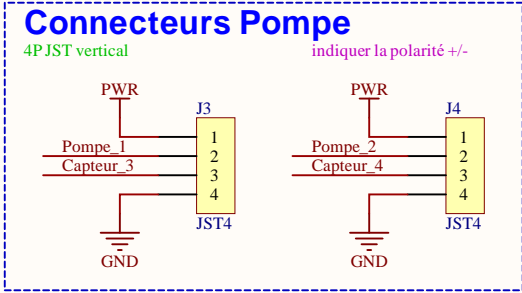 Connecteurs Pompe
4P JST vertical
indiquer la polarité +/-
PWR
J3
1
Pompe_1
2
Capteur_3
3
4
JST4
GND
PWR
J4
1
Pompe_2
2
Capteur_4
3
4
JST4
GND